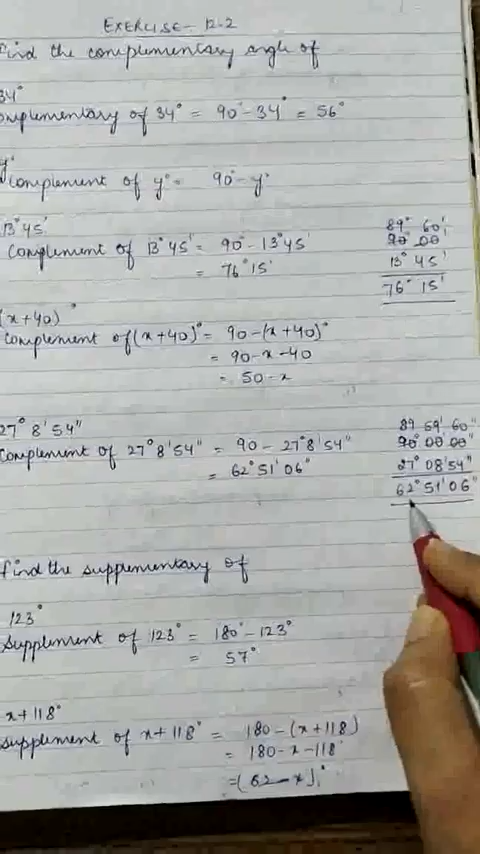 EXERCISE- 12.2
Find the complementary angle of
34°
omplementary of 34° = 90°-34° = 56°
y°
complement of y° = 90°-y°
13°45'
Complement of 13°45' = 90°-13°45'
= 76°15'
89° 60'
90° 00
13° 45'
76° 15'
(x+40)°
Complement of (x+40)° = 90-(x+40)°
= 90-x-40
= 50-x
27°8'54"
Complement of 27°8'54" = 90-27°8'54"
= 62°51'06"
89 59' 60"
90° 00 00"
27° 08'54"
62° 51' 06"
find the supplementary of
123°
Supplement of 123° = 180°-123°
= 57°
x+118°
Supplement of x+118° = 180-(x+118)
= 180-x-118
=(62-x)°